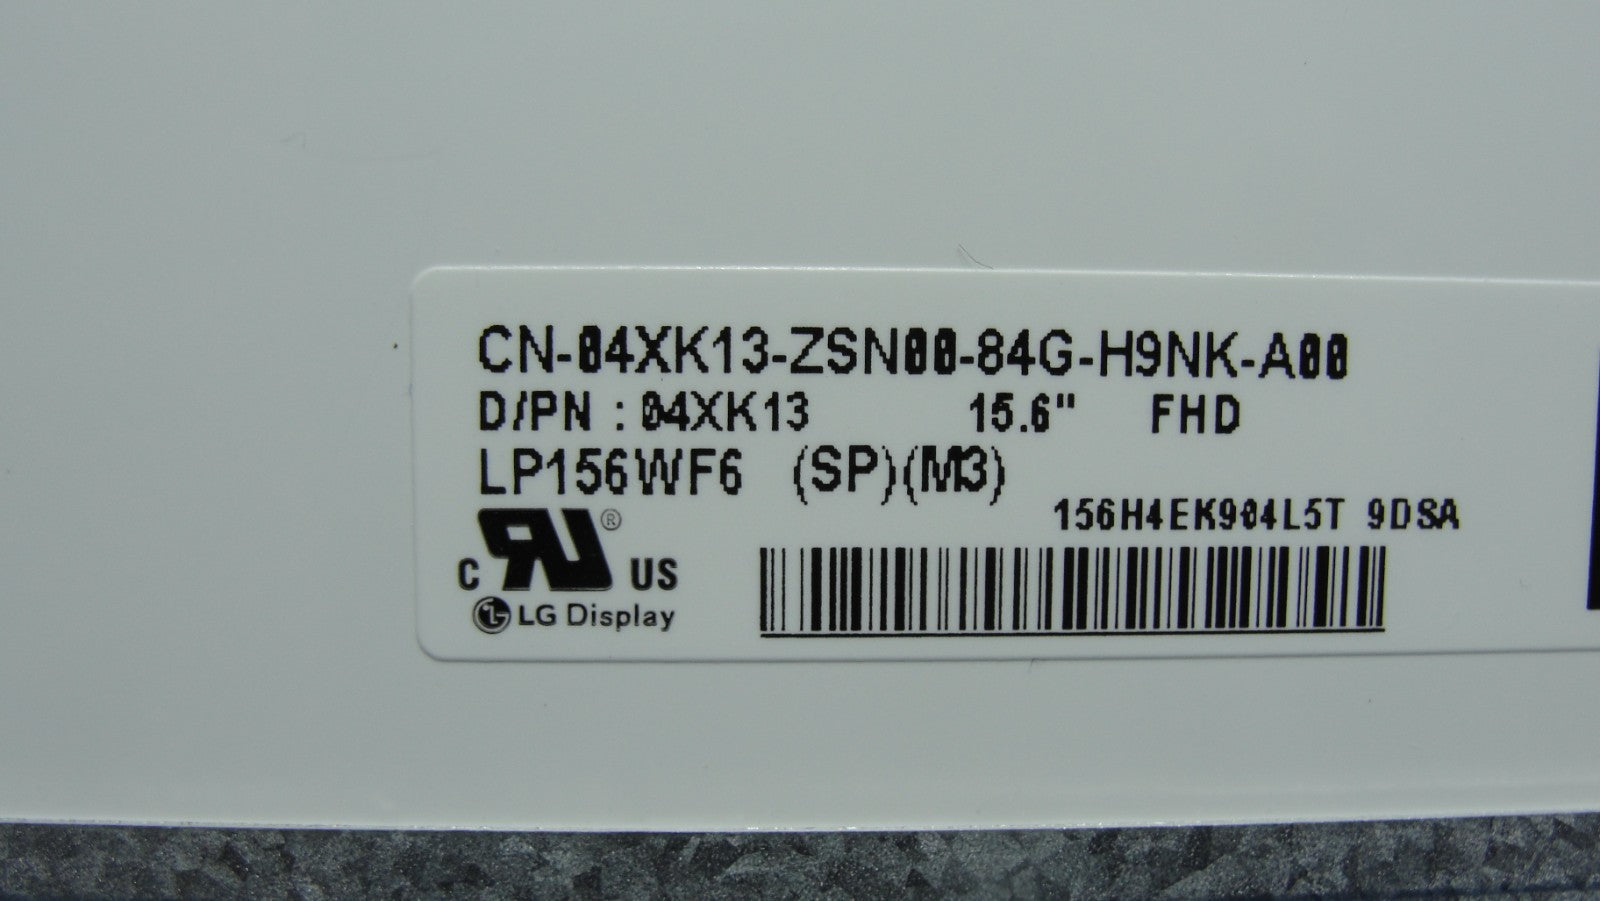 CN-04XK13-ZSN00-84G-H9NK-A00
D/PN : 04XK13 15.6" FHD
LP156WF6 (SP)(M3)
156H4EK904L5T 9DSA
C RU ® US
LG Display